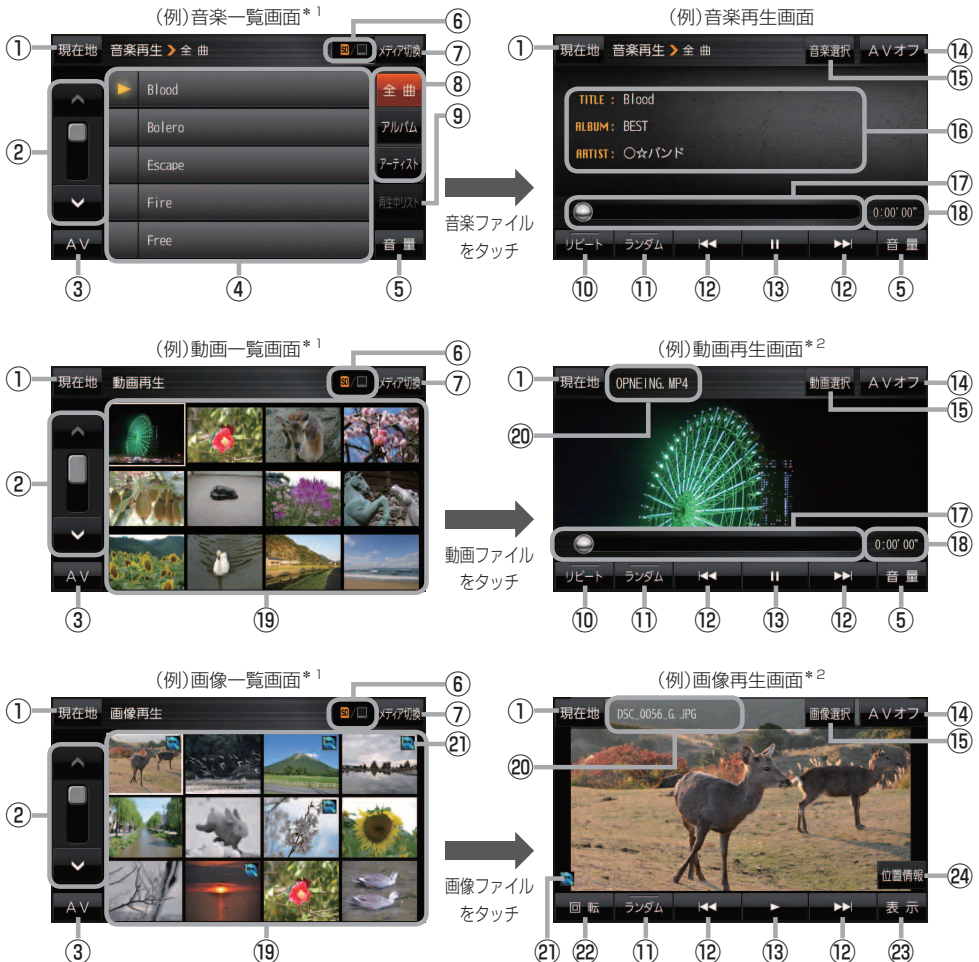 (例)音楽一覧画面*1
⑥
(例)音楽再生画面
①
現在地
音楽再生 > 全 曲
SD/
メディア切換
⑦
①
現在地
音楽再生 > 全 曲
音楽選択
AVオフ
⑭
⑮
②
Blood
Bolero
Escape
Fire
Free
全 曲
アルバム
アーティスト
再生中リスト
⑧
⑨
音楽ファイル
をタッチ
TITLE : Blood
ALBUM : BEST
ARTIST : ○☆バンド
⑯
⑰
0:00'00"
⑱
AV
音 量
リピート
ランダム
音 量
③
④
⑤
⑩
⑪
⑫
⑬
⑫
⑤
(例)動画一覧画面*1
⑥
(例)動画再生画面*2
①
現在地
動画再生
SD/
メディア切換
⑦
①
現在地
OPNEING.MP4
動画選択
AVオフ
⑭
⑮
⑳
②
動画ファイル
をタッチ
⑰
0:00'00"
⑱
AV
リピート
ランダム
音 量
③
⑲
⑩
⑪
⑫
⑬
⑫
⑤
(例)画像一覧画面*1
⑥
(例)画像再生画面*2
①
現在地
画像再生
SD/
メディア切換
⑦
㉑
①
現在地
DSC_0056_G.JPG
画像選択
AVオフ
⑭
⑮
⑳
②
画像ファイル
をタッチ
㉑
位置情報
㉔
AV
回 転
ランダム
表 示
③
⑲
㉑
㉒
⑪
⑫
⑬
⑫
㉓